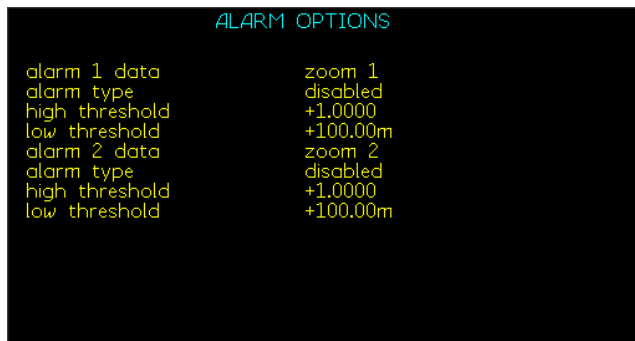 ALARM OPTIONS
alarm 1 data zoom 1
alarm type disabled
high threshold +1.0000
low threshold +100.00m
alarm 2 data zoom 2
alarm type disabled
high threshold +1.0000
low threshold +100.00m